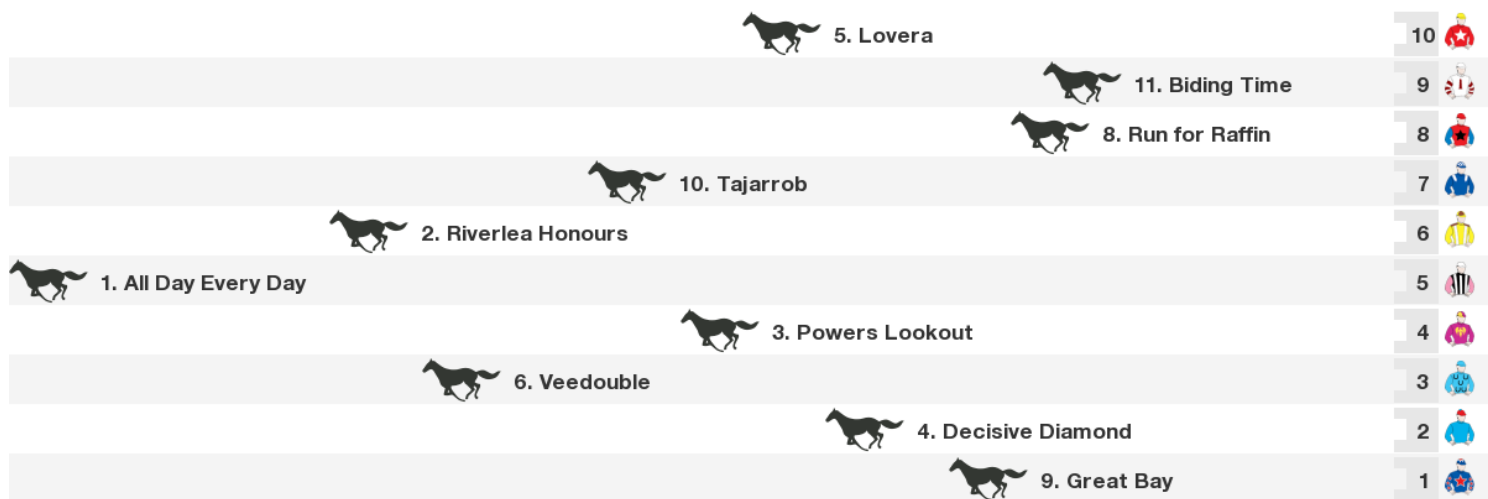 5. Lovera 10
11. Biding Time 9
8. Run for Raffin 8
10. Tajarrob 7
2. Riverlea Honours 6
1. All Day Every Day 5
3. Powers Lookout 4
6. Veedouble 3
4. Decisive Diamond 2
9. Great Bay 1